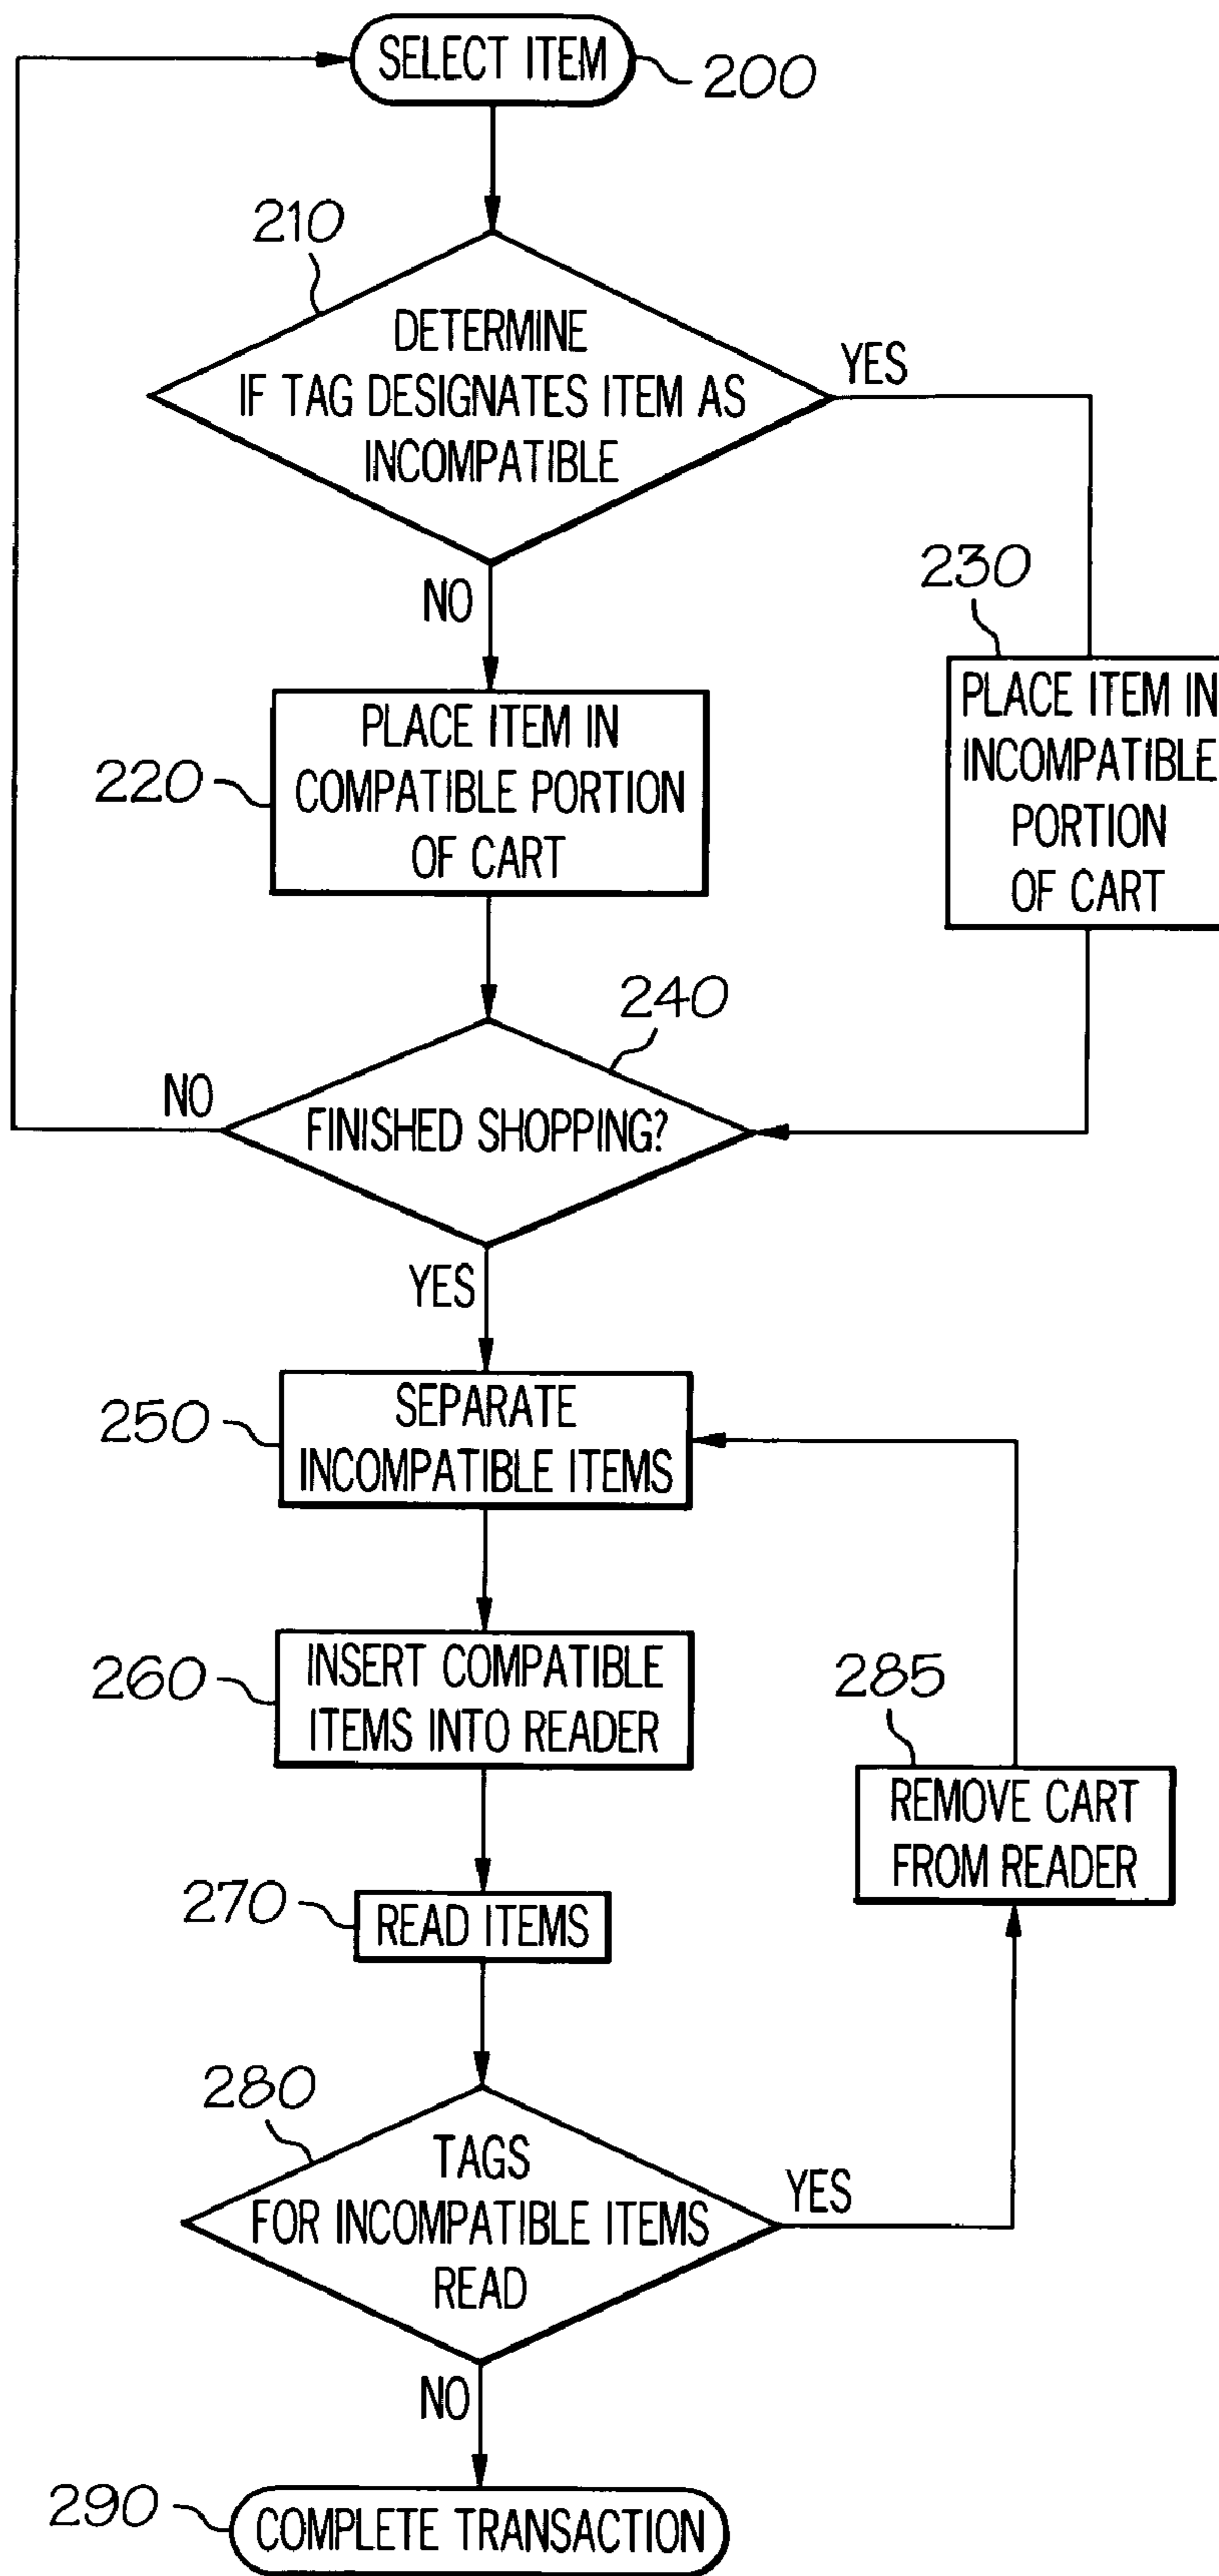 SELECT ITEM
200
210
DETERMINE
IF TAG DESIGNATES ITEM AS
INCOMPATIBLE
YES
NO
230
PLACE ITEM IN
INCOMPATIBLE
PORTION
OF CART
220
PLACE ITEM IN
COMPATIBLE PORTION
OF CART
240
NO
FINISHED SHOPPING?
YES
250
SEPARATE
INCOMPATIBLE ITEMS
260
INSERT COMPATIBLE
ITEMS INTO READER
285
REMOVE CART
FROM READER
270
READ ITEMS
280
TAGS
FOR INCOMPATIBLE ITEMS
READ
YES
NO
290
COMPLETE TRANSACTION